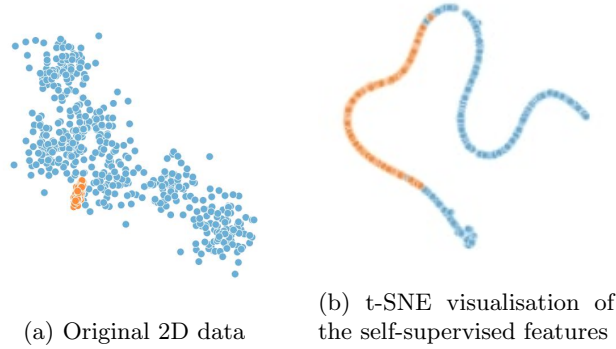 (a) Original 2D data
(b) t-SNE visualisation of
the self-supervised features